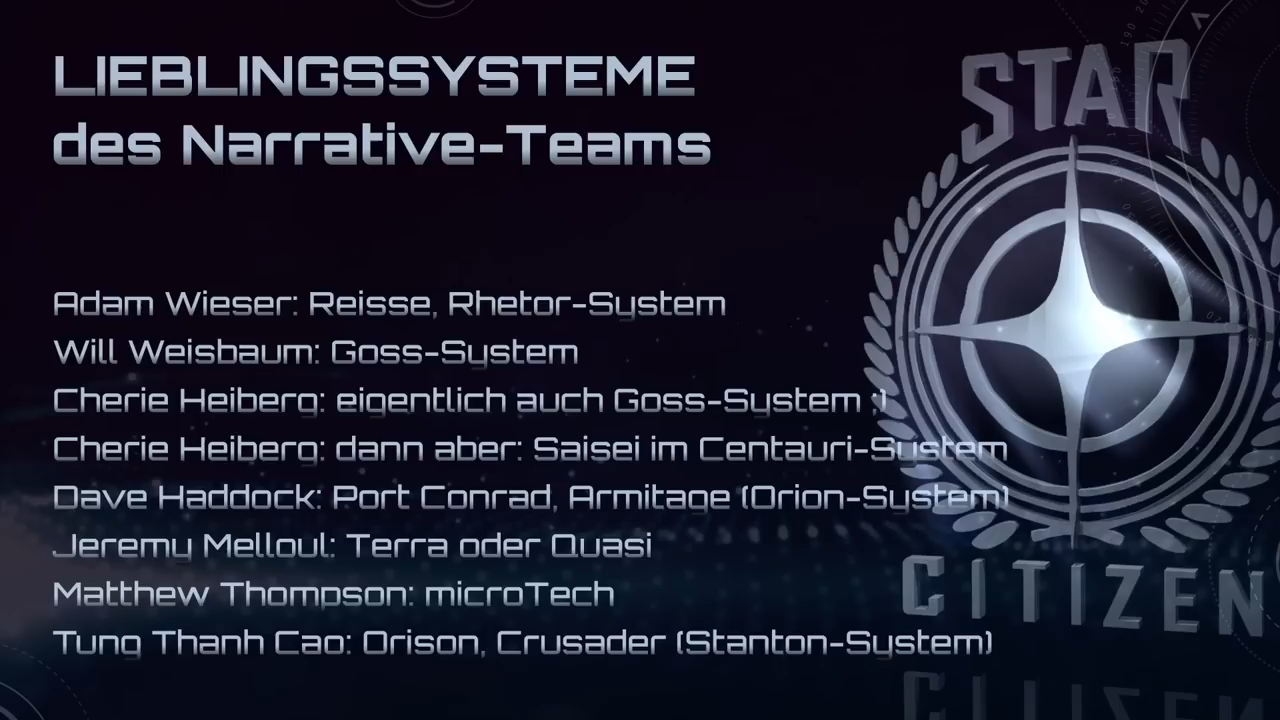 LIEBLINGSSYSTEME
des Narrative-Teams
Adam Wieser: Reisse, Rhetor-System
Will Weisbaum: Goss-System
Cherie Heiberg: eigentlich auch Goss-System ;)
Cherie Heiberg: dann aber: Saisei im Centauri-System
Dave Haddock: Port Conrad, Armitage (Orion-System)
Jeremy Melloul: Terra oder Quasi
Matthew Thompson: microTech
Tung Thanh Cao: Orison, Crusader (Stanton-System)
STAR
CITIZEN